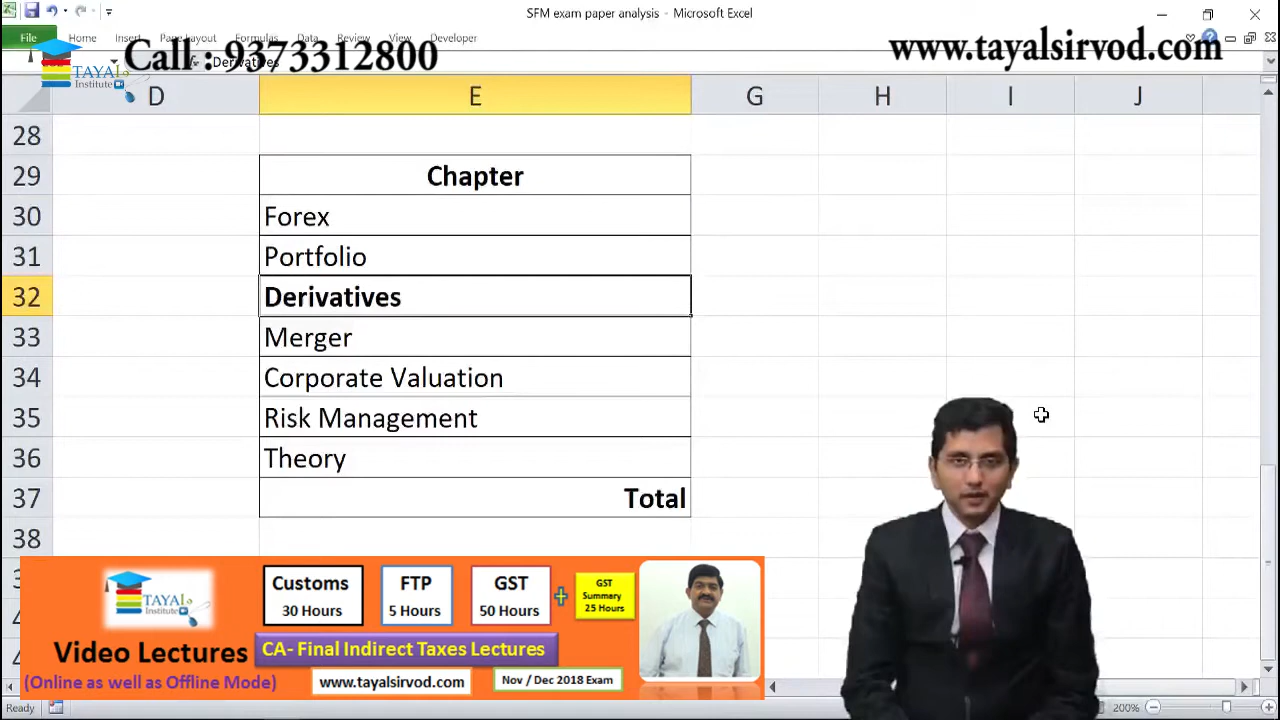 SFM exam paper analysis - Microsoft Excel
File Home Formulas Data Review View Developer
Call : 9373312800
www.tayalsirvod.com
TAYAL
Institute
Derivatives
D E G H I J
28
29 Chapter
30 Forex
31 Portfolio
32 Derivatives
33 Merger
34 Corporate Valuation
35 Risk Management
36 Theory
37 Total
38
TAYAL
Institute
Customs
30 Hours
FTP
5 Hours
GST
50 Hours
+
GST
Summary
25 Hours
Video Lectures
CA- Final Indirect Taxes Lectures
(Online as well as Offline Mode)
www.tayalsirvod.com
Nov / Dec 2018 Exam
Ready
200%